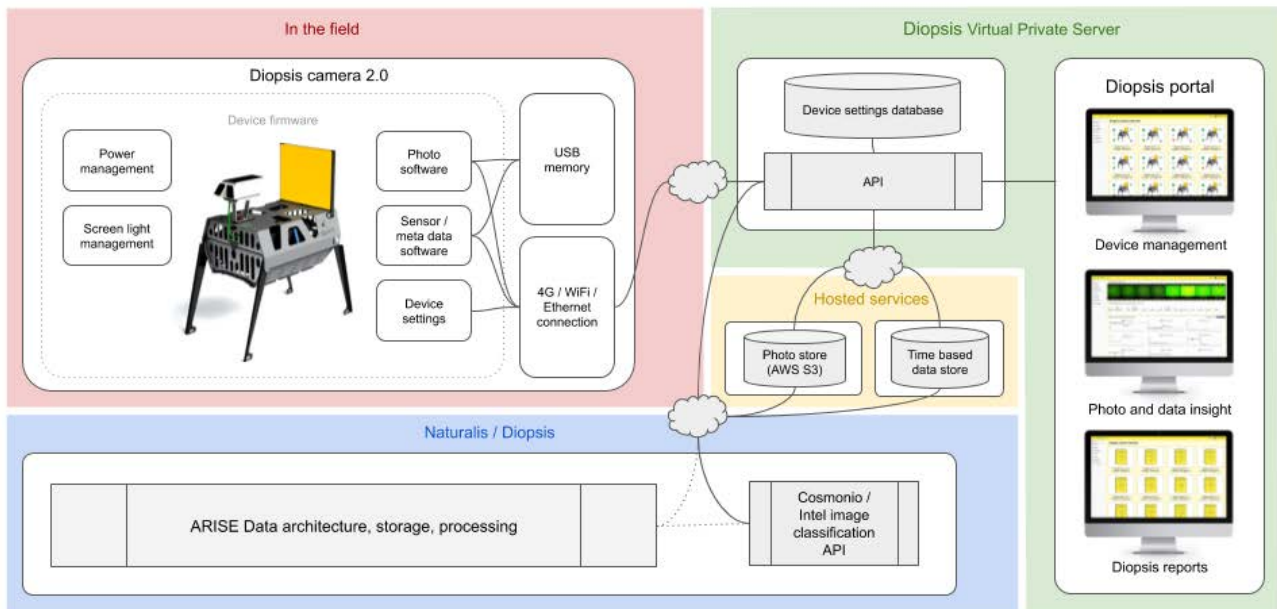 In the field
Diopsis camera 2.0
Device firmware
Power
management
Screen light
management
Photo
software
Sensor /
meta data
software
Device
settings
USB
memory
4G / WiFi /
Ethernet
connection
Diopsis Virtual Private Server
Device settings database
API
Diopsis portal
Device management
Photo and data insight
Diopsis reports
Hosted services
Photo store
(AWS S3)
Time based
data store
Naturalis / Diopsis
ARISE Data architecture, storage, processing
Cosmonio /
Intel image
classification
API